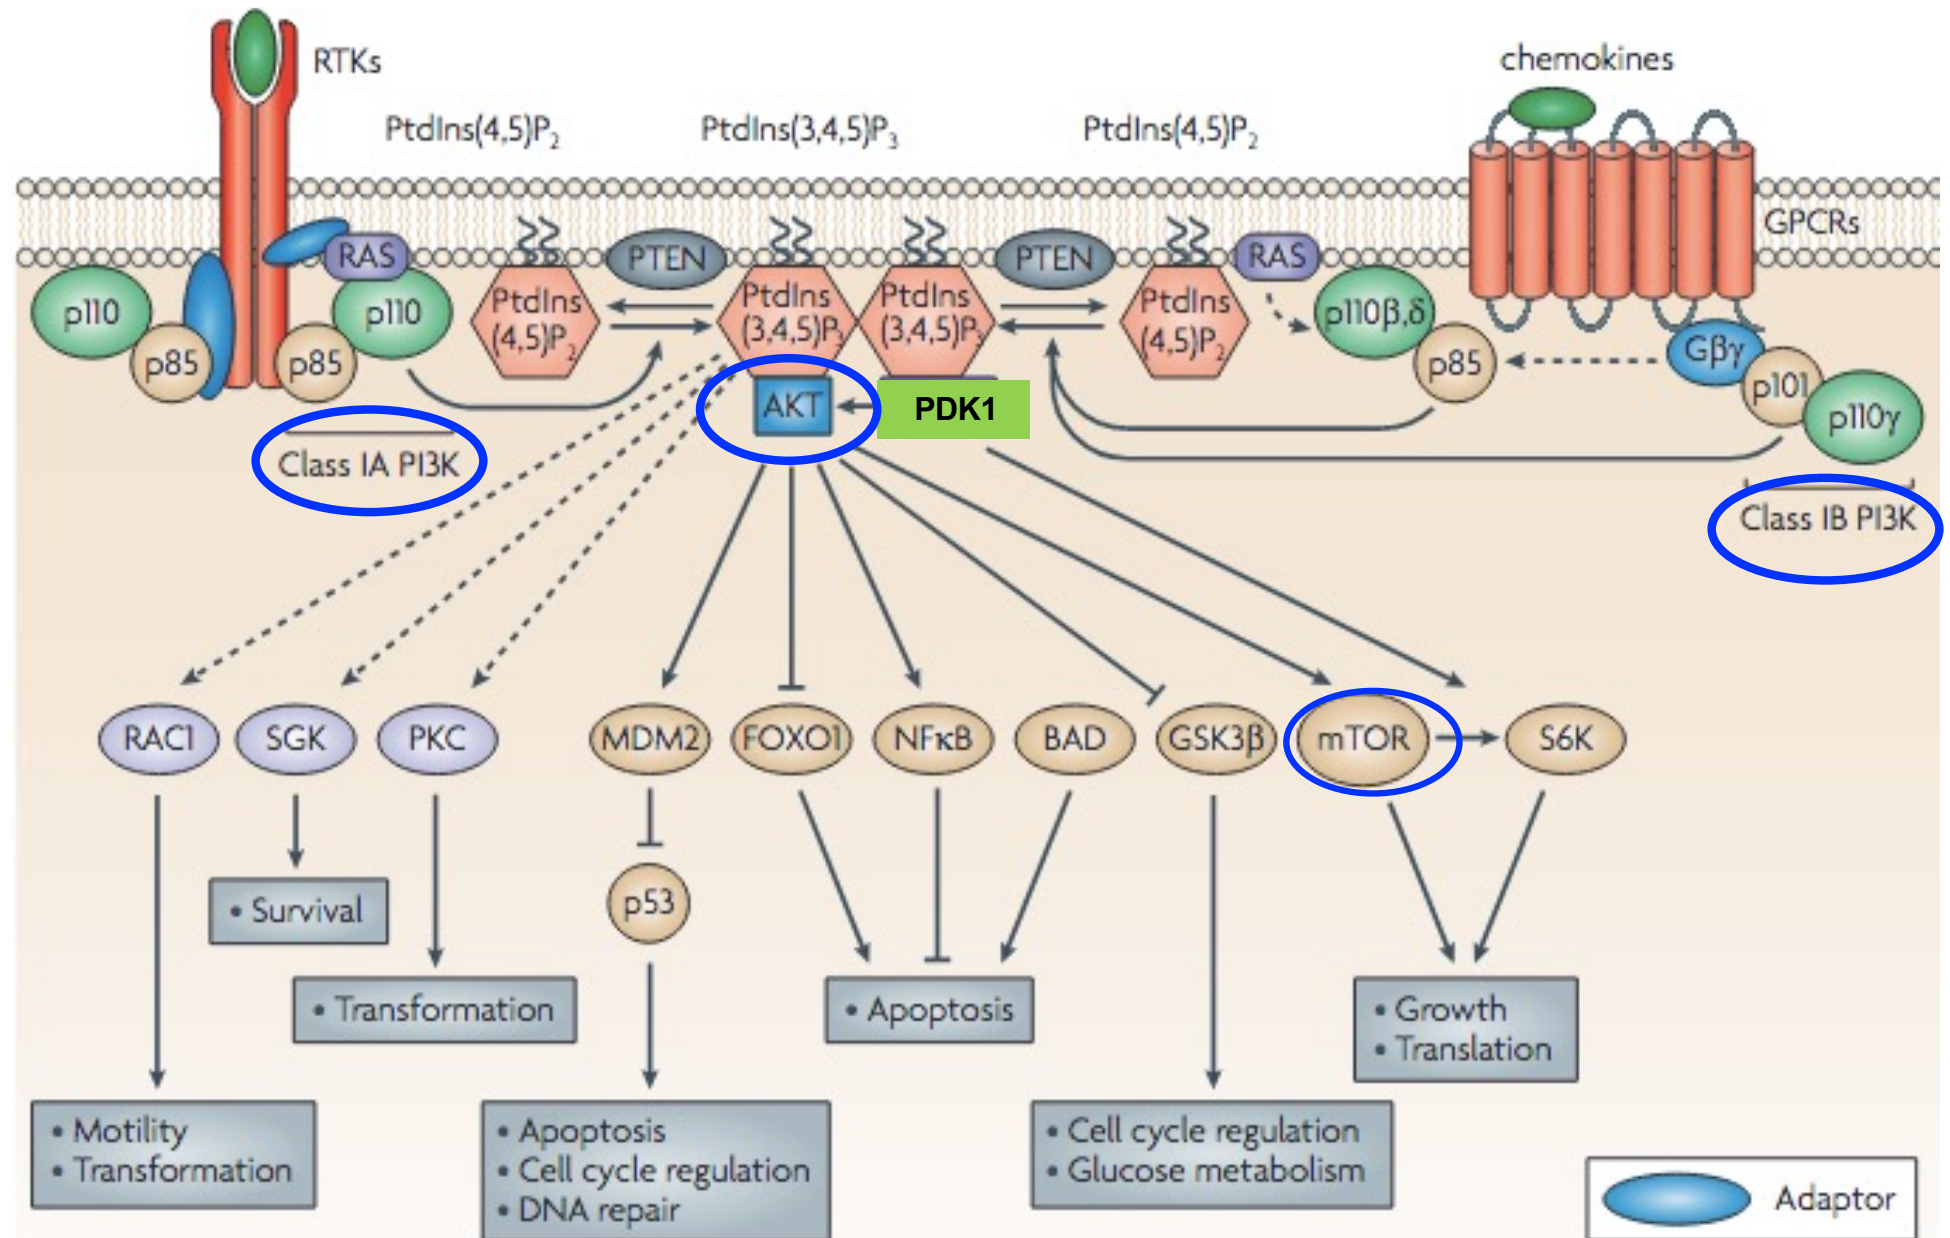 RTKs
chemokines
PtdIns(4,5)P₂
PtdIns(3,4,5)P₃
PtdIns(4,5)P₂
GPCRs
RAS
PTEN
PTEN
RAS
p110
p85
p85
p110
PtdIns
(4,5)P₂
PtdIns
(3,4,5)P₃
PtdIns
(3,4,5)P₃
PtdIns
(4,5)P₂
p110β,δ
p85
Gβγ
p101
p110γ
AKT
PDK1
Class IA PI3K
Class IB PI3K
RAC1
SGK
PKC
MDM2
FOXO1
NFκB
BAD
GSK3β
mTOR
S6K
p53
• Survival
• Transformation
• Apoptosis
• Growth
• Translation
• Motility
• Transformation
• Apoptosis
• Cell cycle regulation
• DNA repair
• Cell cycle regulation
• Glucose metabolism
Adaptor